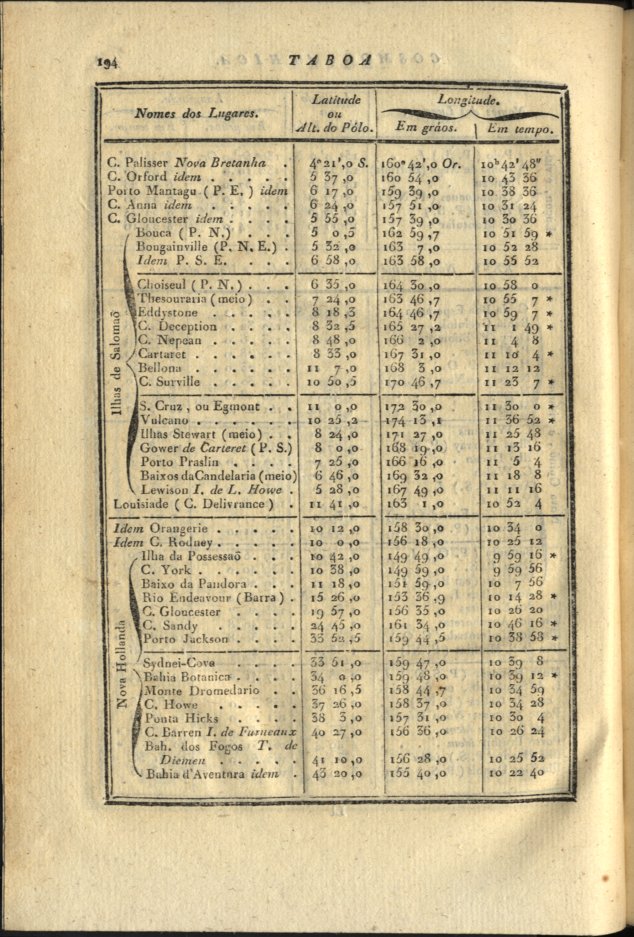 194 TABOA
Nomes dos Lugares. Latitude ou Alt. do Pólo. Longitude.
Em gráos. Em tempo.
C. Palisser Nova Bretanha . 4° 21',0 S. 160° 42',0 Or. 10h 42' 48"
C. Orford idem . . . . . 5 37 ,0 160 54 ,0 10 43 36
Porto Mantagu ( P. E. ) idem 6 17 ,0 159 39 ,0 10 38 36
C. Anna idem . . . . . 6 24 ,0 157 51 ,0 10 31 24
C. Gloucester idem . . . . 5 55 ,0 157 39 ,0 10 30 36
Bouca ( P. N.) . . . 5 0 ,5 162 59 ,7 10 51 59 *
Bougainville (P. N. E.) . 5 32 ,0 163 7 ,0 10 52 28
Idem P. S. E. . . . 6 58 ,0 163 58 ,0 10 55 52
Ilhas de Salomaõ
Choiseul ( P. N.) . . . 6 35 ,0 164 30 ,0 10 58 0
Thesouraria ( meio ) . . 7 24 ,0 163 46 ,7 10 55 7 *
Eddystone . . . . . 8 18 ,3 164 46 ,7 10 59 7 *
C. Deception . . . . 8 32 ,5 165 27 ,2 11 1 49 *
C. Nepean . . . . . 8 48 ,0 166 2 ,0 11 4 8
Cartaret . . . . . . 8 33 ,0 167 31 ,0 11 10 4 *
Bellona . . . . . . 11 7 ,0 168 3 ,0 11 12 12
C. Surville . . . . . 10 50 ,5 170 46 ,7 11 23 7 *
S. Cruz , ou Egmont . . 11 0 ,0 172 30 ,0 11 30 0 *
Vulcano . . . . . . 10 25 ,2 174 13 ,1 11 36 52 *
Ilhas Stewart (meio) . . 8 24 ,0 171 27 ,0 11 25 48
Gower de Carteret ( P. S.) 8 0 ,0 168 19 ,0 11 13 16
Porto Praslin . . . . 7 25 ,0 166 16 ,0 11 5 4
Baixos da Candelaria (meio) 6 46 ,0 169 32 ,0 11 18 8
Lewison I. de L. Howe . 5 28 ,0 167 49 ,0 11 11 16
Louisiade ( C. Delivrance ) . 11 41 ,0 163 1 ,0 10 52 4
Idem Orangerie . . . . . 10 12 ,0 158 30 ,0 10 34 0
Idem C. Rodney . . . . . 10 0 ,0 156 18 ,0 10 25 12
Nova Hollanda
Ilha da Possessaõ . . . 10 42 ,0 149 49 ,0 9 59 16 *
C. York . . . . . . 10 38 ,0 149 59 ,0 9 59 56
Baixo da Pandora . . . 11 18 ,0 151 59 ,0 10 7 56
Rio Endeavour ( Barra ) . 15 26 ,0 153 36 ,9 10 14 28 *
C. Gloucester . . . . 19 57 ,0 156 35 ,0 10 26 20
C. Sandy . . . . . 24 45 ,0 161 34 ,0 10 46 16 *
Porto Jackson . . . . 33 52 ,5 159 44 ,5 10 38 58 *
Sydnei-Cove . . . . 33 51 ,0 159 47 ,0 10 39 8
Bahia Botanica . . . . 34 0 ,0 159 48 ,0 10 39 12 *
Monte Dromedario . . 36 16 ,5 158 44 ,7 10 34 59
C. Howe . . . . . 37 26 ,0 158 37 ,0 10 34 28
Ponta Hicks . . . . 38 3 ,0 157 31 ,0 10 30 4
C. Barren I. de Furneaux 40 27 ,0 156 36 ,0 10 26 24
Bah. dos Fogos T. de
Diemen . . . . . 41 10 ,0 156 28 ,0 10 25 52
Bahia d'Aventura idem . 43 20 ,0 155 40 ,0 10 22 40